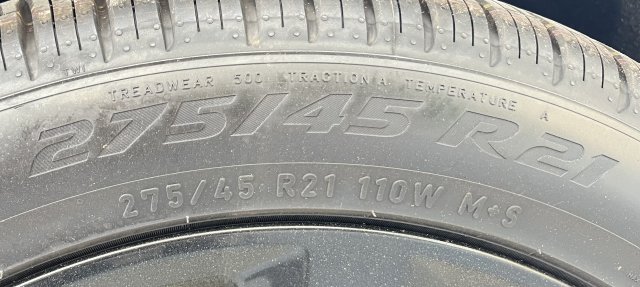 TWI
TREADWEAR 500 TRACTION A TEMPERATURE A
275/45 R21
275/45 R21 110W M+S